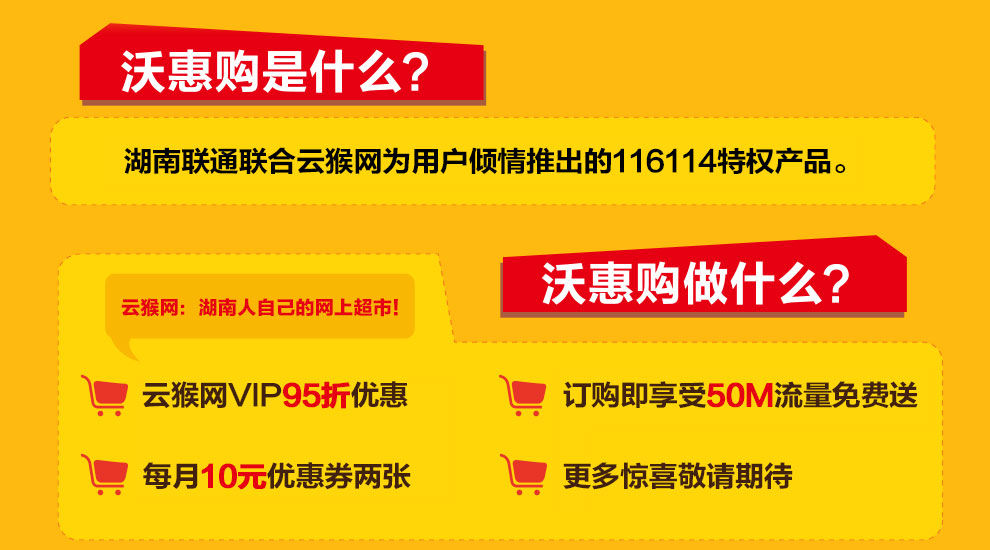 沃惠购是什么?
湖南联通联合云猴网为用户倾情推出的116114特权产品。
沃惠购做什么?
云猴网：湖南人自己的网上超市!
云猴网VIP95折优惠
订购即享受50M流量免费送
每月10元优惠券两张
更多惊喜敬请期待